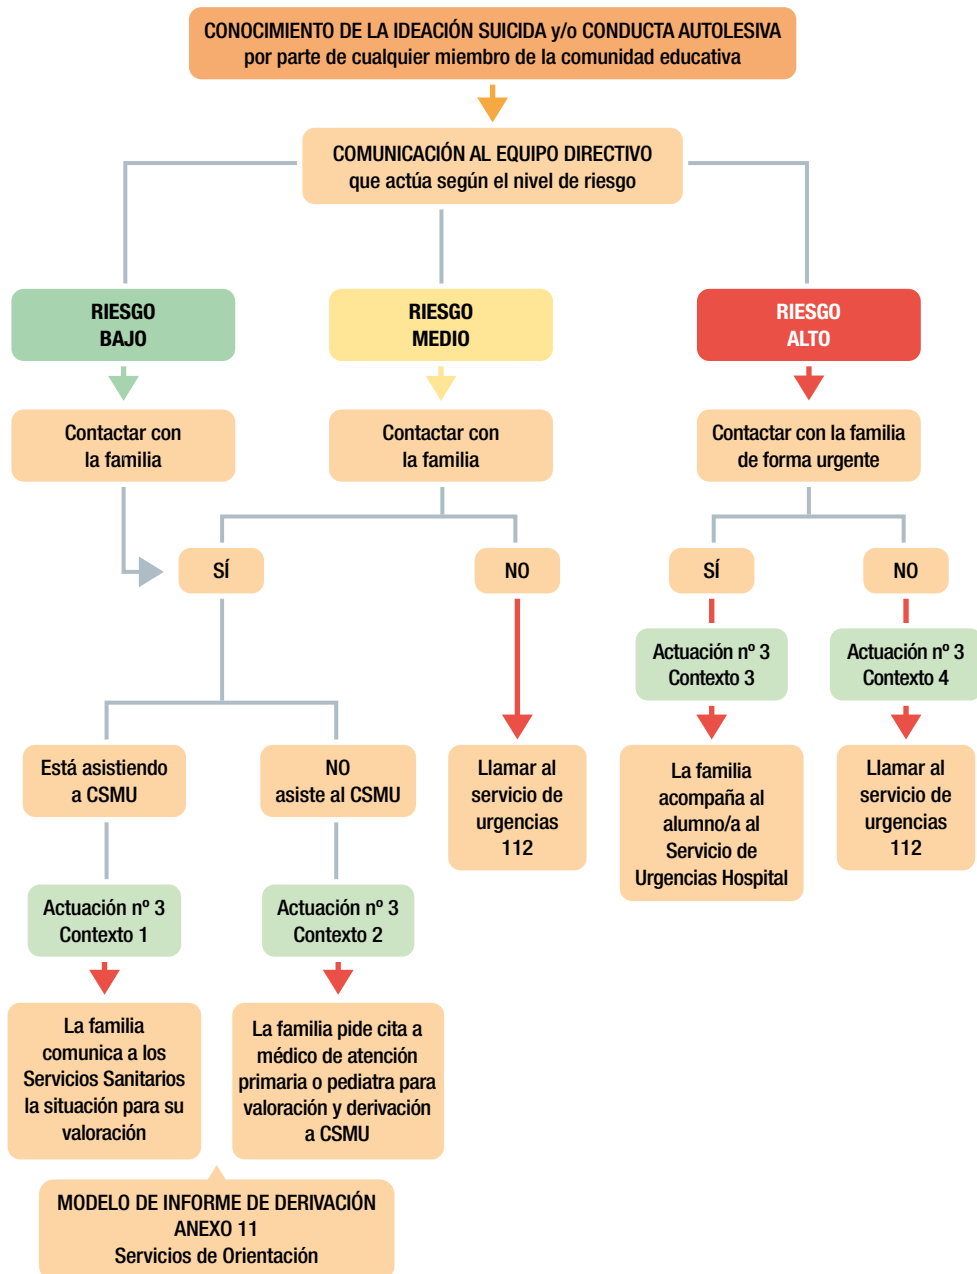 CONOCIMIENTO DE LA IDEACIÓN SUICIDA y/o CONDUCTA AUTOLESIVA
por parte de cualquier miembro de la comunidad educativa
COMUNICACIÓN AL EQUIPO DIRECTIVO
que actúa según el nivel de riesgo
RIESGO
BAJO
RIESGO
MEDIO
RIESGO
ALTO
Contactar con
la familia
Contactar con
la familia
Contactar con la familia
de forma urgente
SÍ
NO
SÍ
NO
Actuación nº 3
Contexto 3
Actuación nº 3
Contexto 4
Está asistiendo
a CSMU
NO
asiste al CSMU
Llamar al
servicio de
urgencias
112
La familia
acompaña al
alumno/a al
Servicio de
Urgencias Hospital
Llamar al
servicio de
urgencias
112
Actuación nº 3
Contexto 1
Actuación nº 3
Contexto 2
La familia
comunica a los
Servicios Sanitarios
la situación para su
valoración
La familia pide cita a
médico de atención
primaria o pediatra para
valoración y derivación
a CSMU
MODELO DE INFORME DE DERIVACIÓN
ANEXO 11
Servicios de Orientación